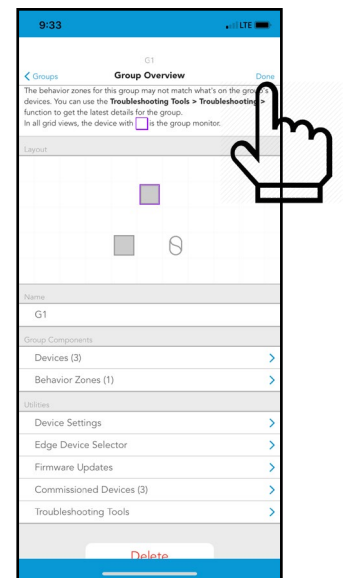 9:33
LTE
G1
Groups
Group Overview
Done
The behavior zones for this group may not match what's on the group's
devices. You can use the Troubleshooting Tools > Troubleshooting >
function to get the latest details for the group.
In all grid views, the device with is the group monitor.
Layout
Name
G1
Group Components
Devices (3)
Behavior Zones (1)
Utilities
Device Settings
Edge Device Selector
Firmware Updates
Commissioned Devices (3)
Troubleshooting Tools
Delete